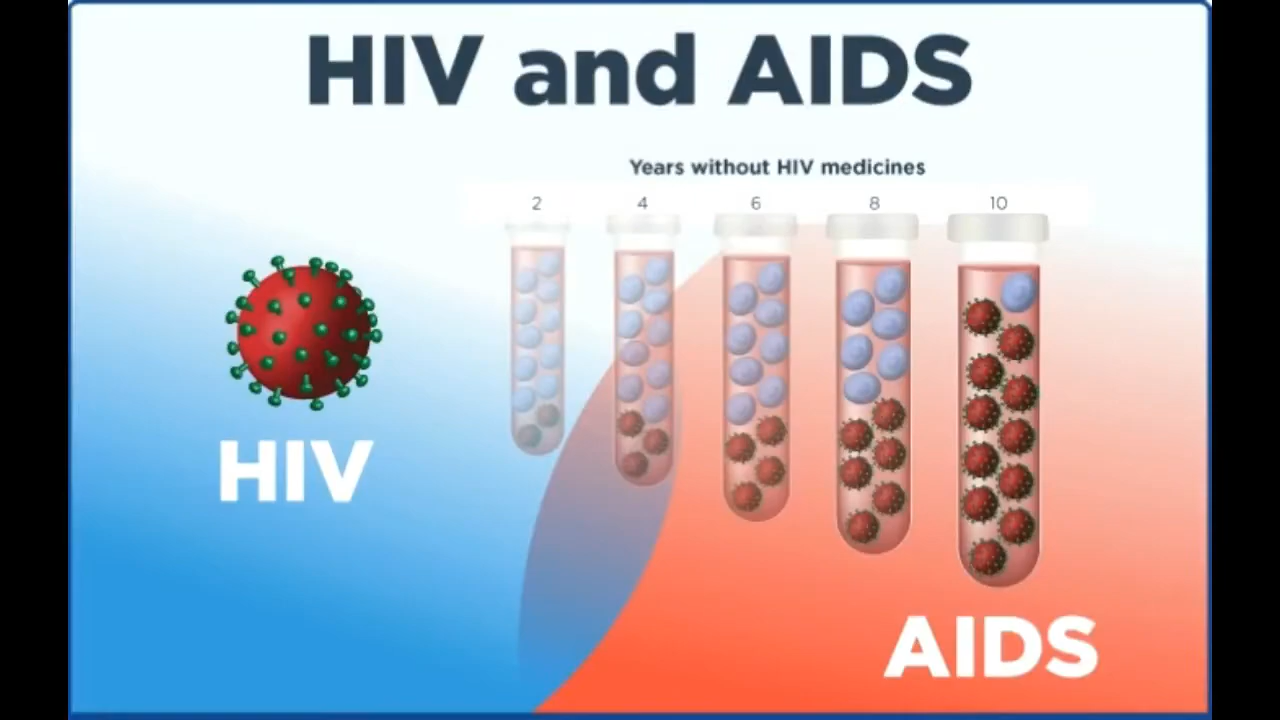 HIV and AIDS
Years without HIV medicines
2 4 6 8 10
HIV
AIDS